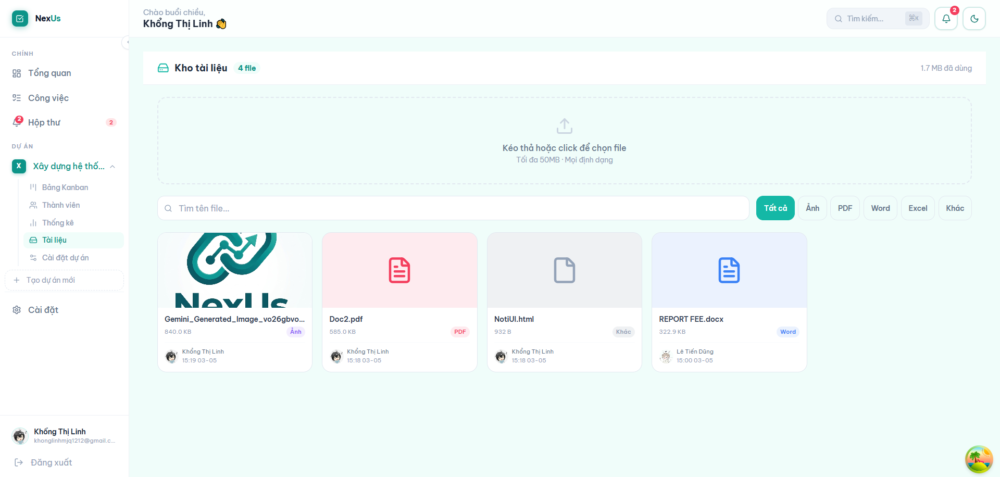 NexUs
CHÍNH
Tổng quan
Công việc
2
Hộp thư
2
DỰ ÁN
X
Xây dựng hệ thố...
Bảng Kanban
Thành viên
Thống kê
Tài liệu
Cài đặt dự án
Tạo dự án mới
Cài đặt
Khổng Thị Linh
khonglinhmjq1212@gmail.c...
Đăng xuất
Chào buổi chiều,
Khổng Thị Linh 👏
Tìm kiếm...
⌘K
2
Kho tài liệu
4 file
1.7 MB đã dùng
Kéo thả hoặc click để chọn file
Tối đa 50MB · Mọi định dạng
Tìm tên file...
Tất cả
Ảnh
PDF
Word
Excel
Khác
NexUs
Gemini_Generated_Image_vo26gbvo...
840.0 KB
Ảnh
Khổng Thị Linh
15:19 03-05
Doc2.pdf
585.0 KB
PDF
Khổng Thị Linh
15:18 03-05
NotiUI.html
932 B
Khác
Khổng Thị Linh
15:18 03-05
REPORT FEE.docx
322.9 KB
Word
Lê Tiến Dũng
15:00 03-05